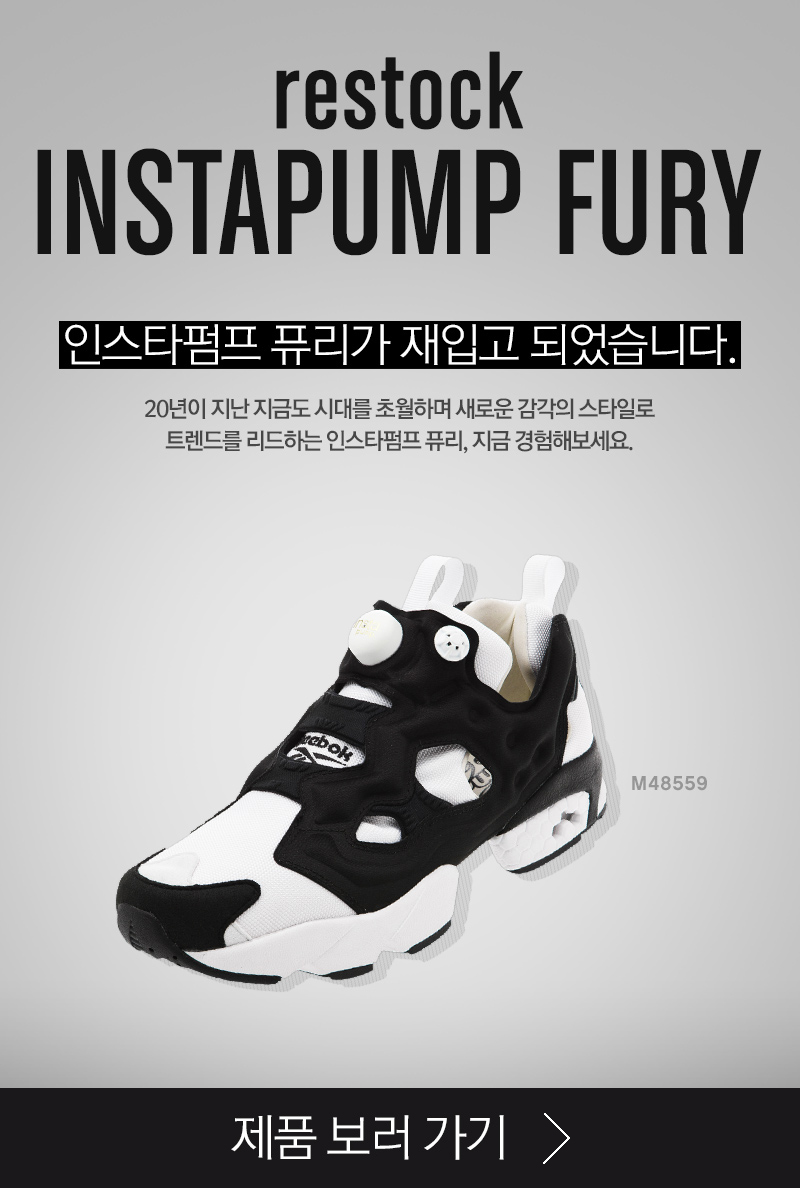 restock
INSTAPUMP FURY
인스타펌프 퓨리가 재입고 되었습니다.
20년이 지난 지금도 시대를 초월하며 새로운 감각의 스타일로
트렌드를 리드하는 인스타펌프 퓨리, 지금 경험해보세요.
Reebok
M48559
제품 보러 가기